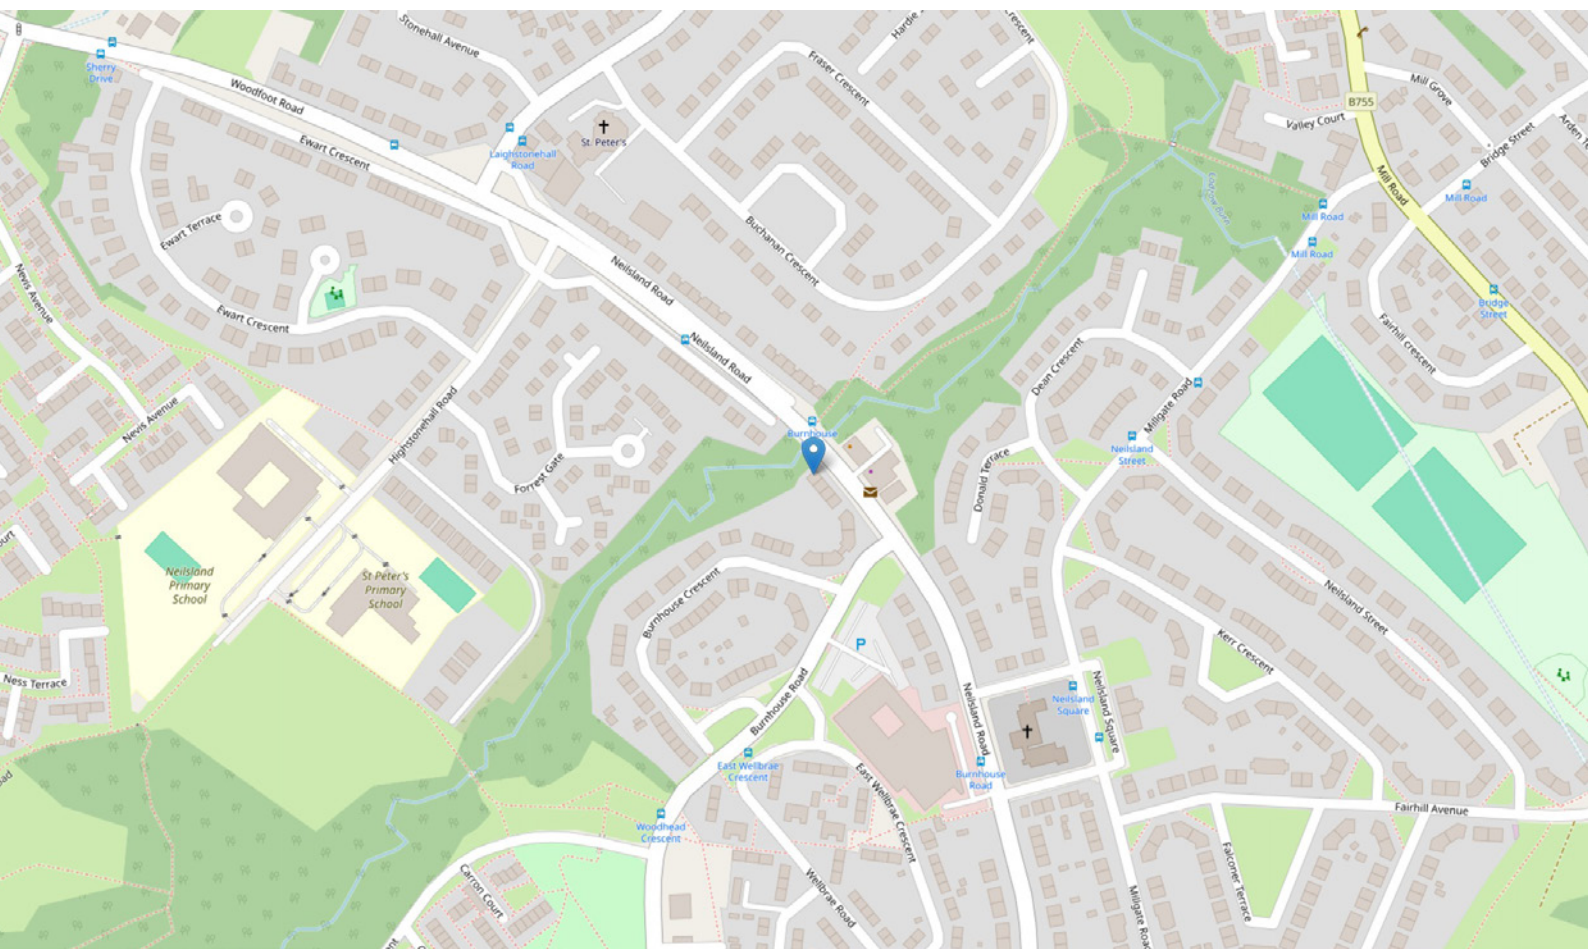 Stonehall Avenue
Hardie
Crescent
Sherry
Drive
Woodfoot Road
Fraser Crescent
B755
Mill Grove
Valley Court
Bridge Street
Ewart Crescent
Laighstonehall
Road
St. Peter's
Mill Road
Mill Road
Mill Road
Mill Road
Ewart Terrace
Buchanan Crescent
Nevis Avenue
Neilsland Road
Bridge
Street
Ewart Crescent
Neilsland Road
Fairhill crescent
Dean Crescent
Millgate Road
Nevis Avenue
Highstonehall Road
Burnhouse
Neilsland
Street
Forrest Gate
Donald Terrace
Neilsland
Primary
School
St Peter's
Primary
School
Burnhouse Crescent
Neilsland Street
Kerr Crescent
P
Ness Terrace
Burnhouse Road
Neilsland Road
Neilsland
Square
Neilsland Square
East Wellbrae
Crescent
East Wellbrae Crescent
Burnhouse
Road
Woodhead
Crescent
Fairhill Avenue
Carron Court
Wellbrae Road
Falconer Terrace
Millgate Road